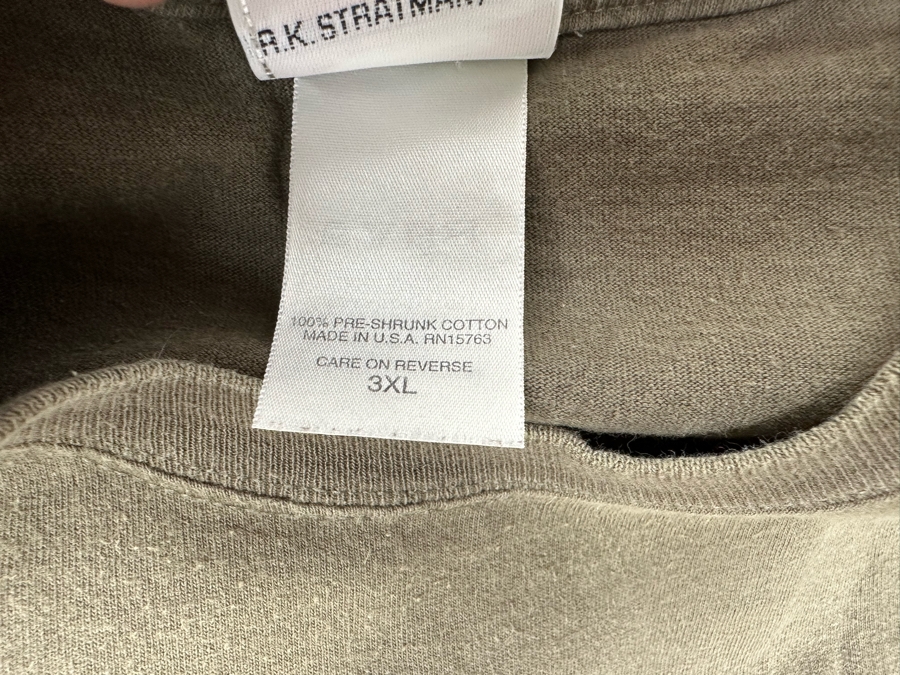 R.K. STRATMAN
100% PRE-SHRUNK COTTON
MADE IN U.S.A. RN15763
CARE ON REVERSE
3XL